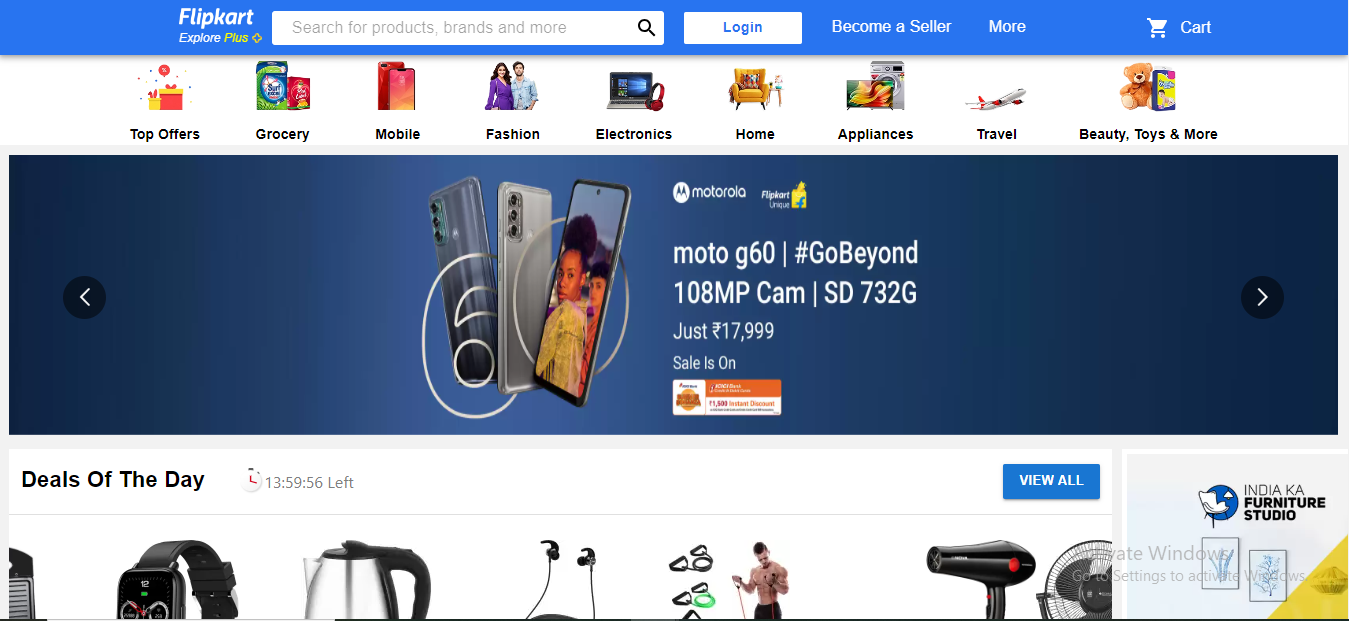 Flipkart
Explore Plus
Search for products, brands and more
Login
Become a Seller
More
Cart
Top Offers
Grocery
Mobile
Fashion
Electronics
Home
Appliances
Travel
Beauty, Toys & More
motorola
Flipkart
Unique
moto g60 | #GoBeyond
108MP Cam | SD 732G
Just ₹17,999
Sale Is On
ICICI Bank
₹1,500 Instant Discount
Deals Of The Day
13:59:56 Left
VIEW ALL
INDIA KA
FURNITURE
STUDIO
Activate Windows
Go to Settings to activate Windows.